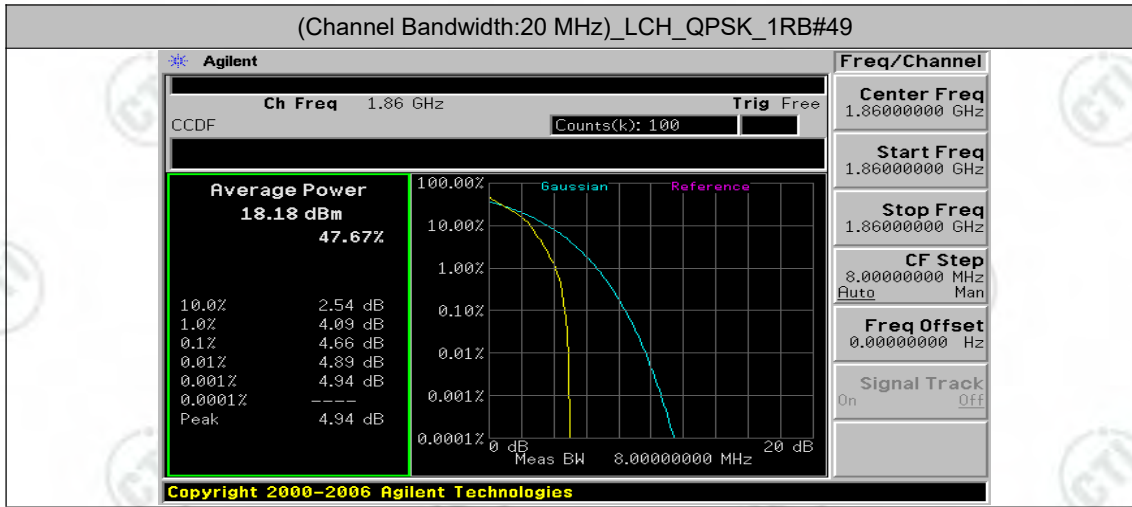 (Channel Bandwidth:20 MHz)_LCH_QPSK_1RB#49
Agilent
Freq/Channel
Ch Freq 1.86 GHz
Trig Free
CCDF
Counts(k): 100
Average Power
18.18 dBm
47.67%
10.0% 2.54 dB
1.0% 4.09 dB
0.1% 4.66 dB
0.01% 4.89 dB
0.001% 4.94 dB
0.0001% ----
Peak 4.94 dB
Gaussian
Reference
100.00%
10.00%
1.00%
0.10%
0.01%
0.001%
0.0001%
0 dB
20 dB
Meas BW 8.00000000 MHz
Center Freq
1.86000000 GHz
Start Freq
1.86000000 GHz
Stop Freq
1.86000000 GHz
CF Step
8.00000000 MHz
Auto Man
Freq Offset
0.00000000 Hz
Signal Track
On Off
Copyright 2000-2006 Agilent Technologies
CTI
CTI
CTI
CTI